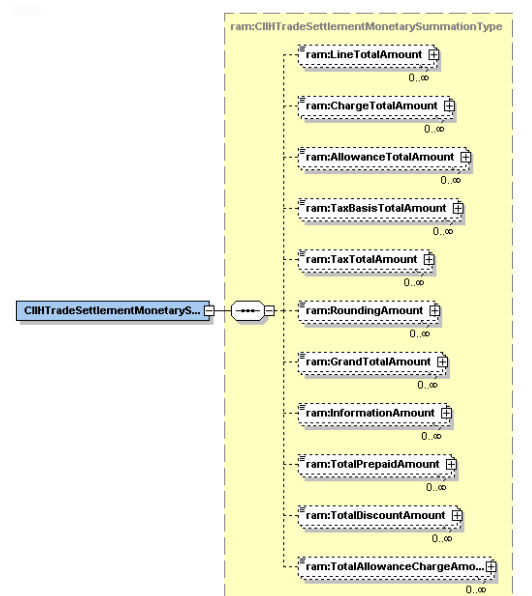 ram:CIIHTradeSettlementMonetarySummationType
ram:LineTotalAmount
0..∞
ram:ChargeTotalAmount
0..∞
ram:AllowanceTotalAmount
0..∞
ram:TaxBasisTotalAmount
0..∞
ram:TaxTotalAmount
0..∞
CIIHTradeSettlementMonetaryS...
ram:RoundingAmount
0..∞
ram:GrandTotalAmount
0..∞
ram:InformationAmount
0..∞
ram:TotalPrepaidAmount
0..∞
ram:TotalDiscountAmount
0..∞
ram:TotalAllowanceChargeAmo...
0..∞